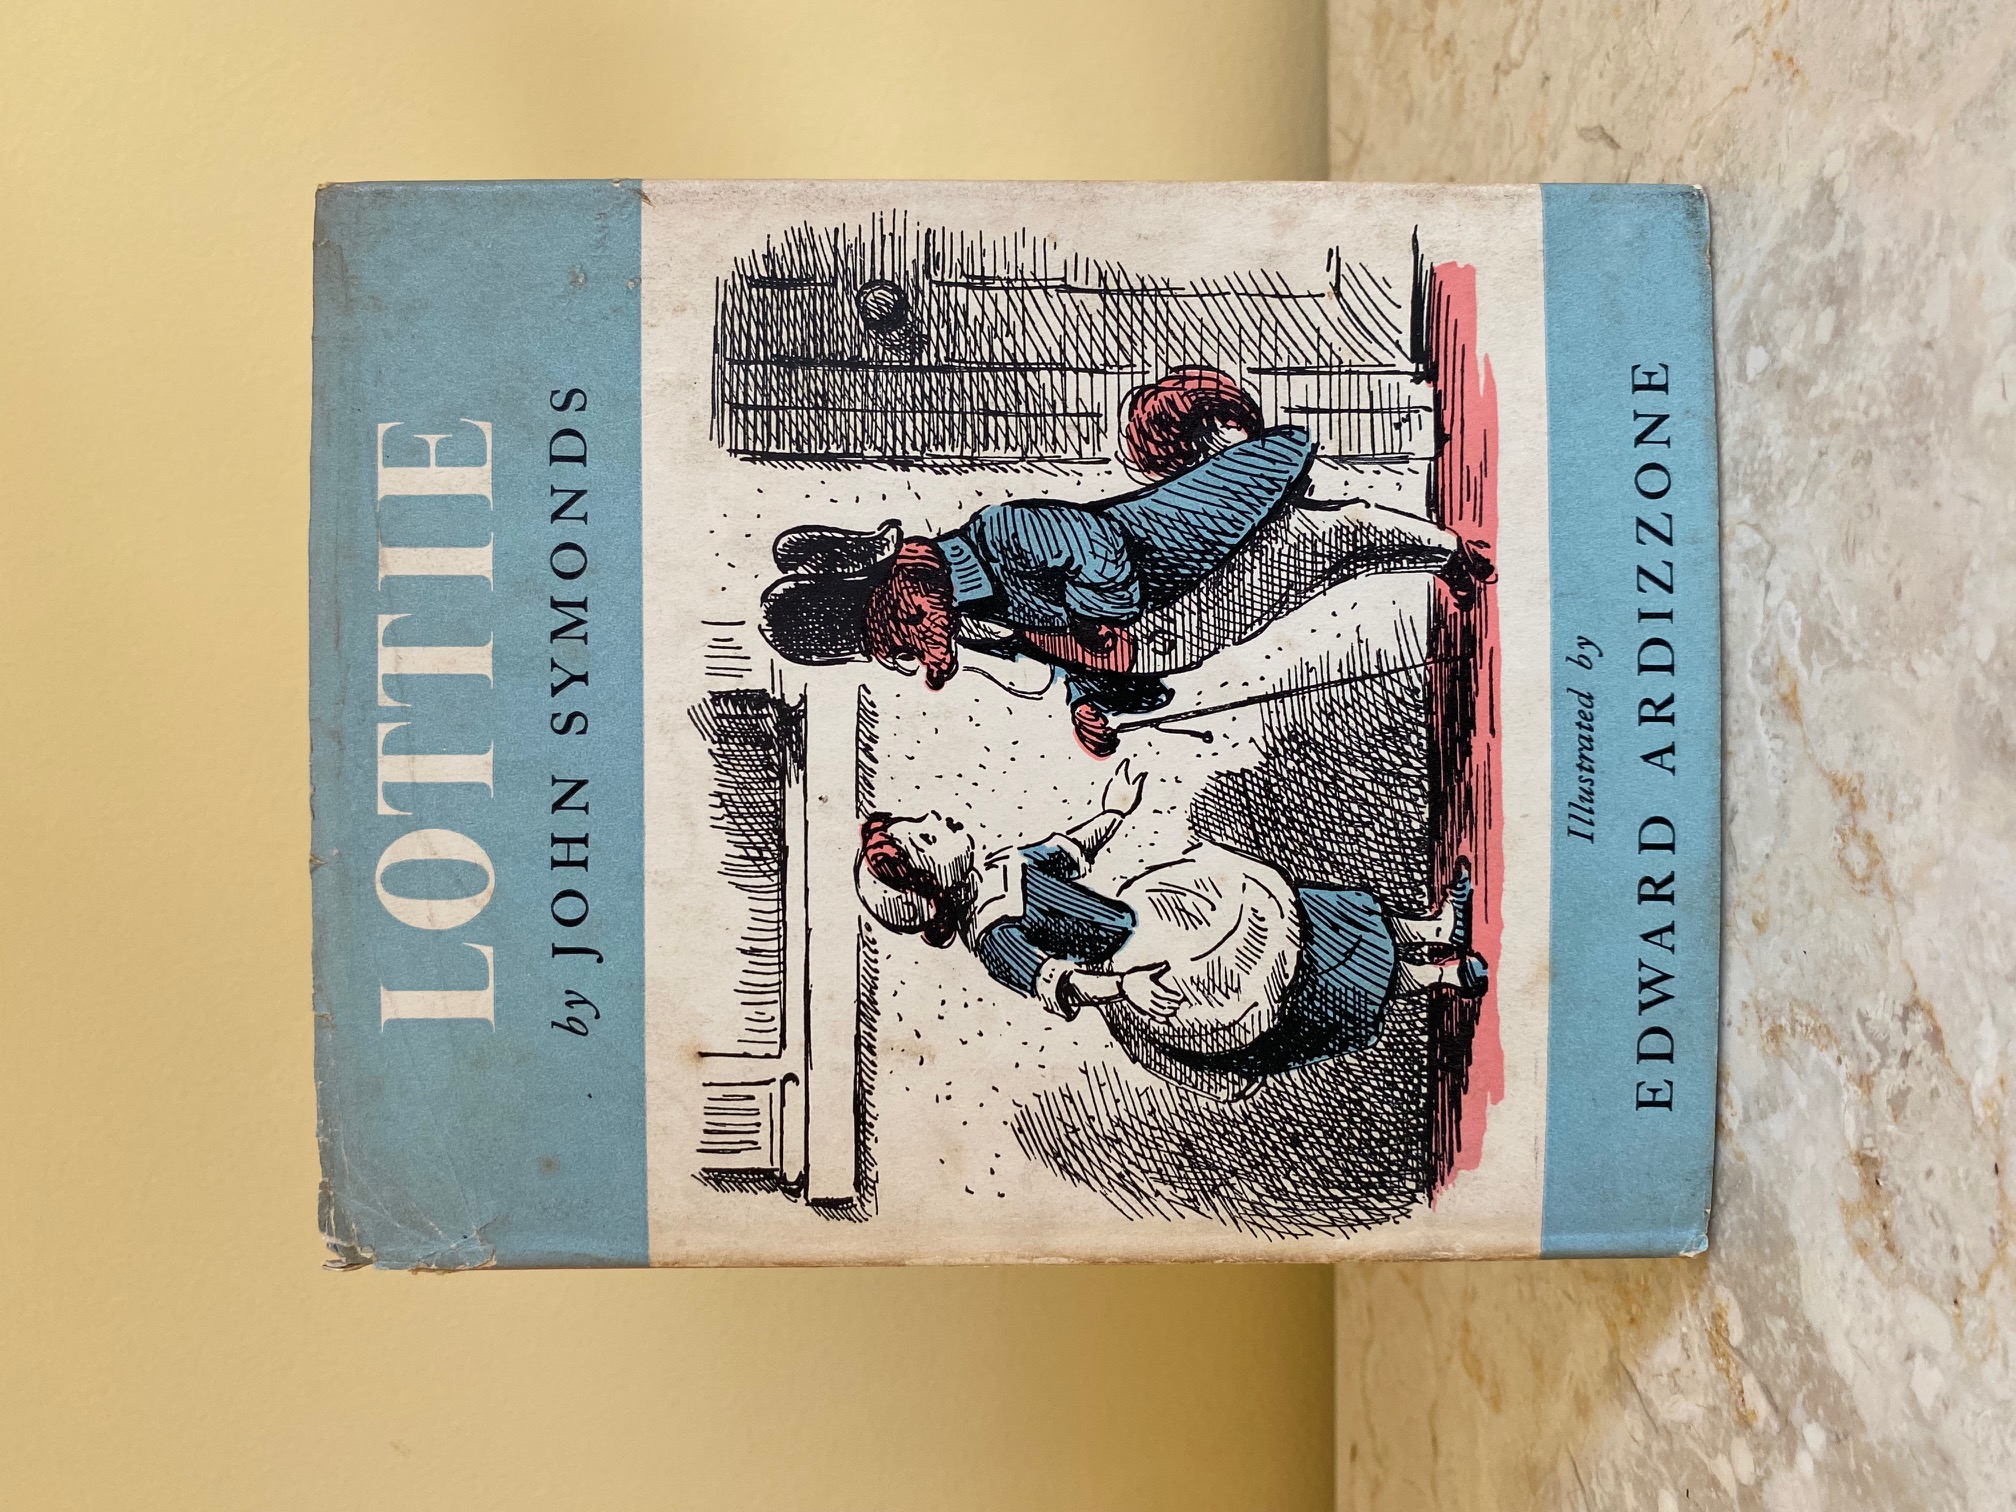 LOTTIE
by JOHN SYMONDS
Illustrated by
EDWARD ARDIZZONE